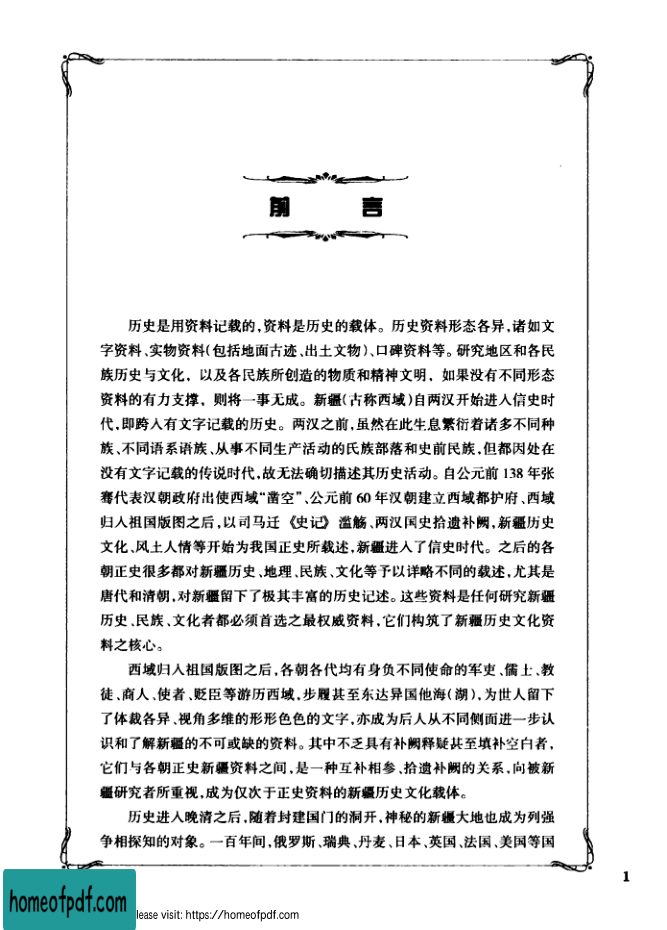 前 言
历史是用资料记载的,资料是历史的载体。历史资料形态各异,诸如文
字资料、实物资料(包括地面古迹、出土文物)、口碑资料等。研究地区和各民
族历史与文化,以及各民族所创造的物质和精神文明,如果没有不同形态
资料的有力支撑,则将一事无成。新疆(古称西域)自两汉开始进入信史时
代,即跨入有文字记载的历史。两汉之前,虽然在此生息繁衍着诸多不同种
族、不同语系语族、从事不同生产活动的氏族部落和史前民族,但都因处在
没有文字记载的传说时代,故无法确切描述其历史活动。自公元前 138 年张
骞代表汉朝政府出使西域“凿空”、公元前 60 年汉朝建立西域都护府、西域
归入祖国版图之后,以司马迁《史记》滥觞、两汉国史拾遗补阙,新疆历史
文化、风土人情等开始为我国正史所载述,新疆进入了信史时代。之后的各
朝正史很多都对新疆历史、地理、民族、文化等予以详略不同的载述,尤其是
唐代和清朝,对新疆留下了极其丰富的历史记述。这些资料是任何研究新疆
历史、民族、文化者都必须首选之最权威资料,它们构筑了新疆历史文化资
料之核心。
西域归入祖国版图之后,各朝各代均有身负不同使命的军吏、儒士、教
徒、商人、使者、贬臣等游历西域,步履甚至东达异国他海(湖),为世人留下
了体裁各异、视角多维的形形色色的文字,亦成为后人从不同侧面进一步认
识和了解新疆的不可或缺的资料。其中不乏具有补阙释疑甚至填补空白者,
它们与各朝正史新疆资料之间,是一种互补相参、拾遗补阙的关系,向被新
疆研究者所重视,成为仅次于正史资料的新疆历史文化载体。
历史进入晚清之后,随着封建国门的洞开,神秘的新疆大地也成为列强
争相探知的对象。一百年间,俄罗斯、瑞典、丹麦、日本、英国、法国、美国等国
1
homeofpdf.com
lease visit: https://homeofpdf.com